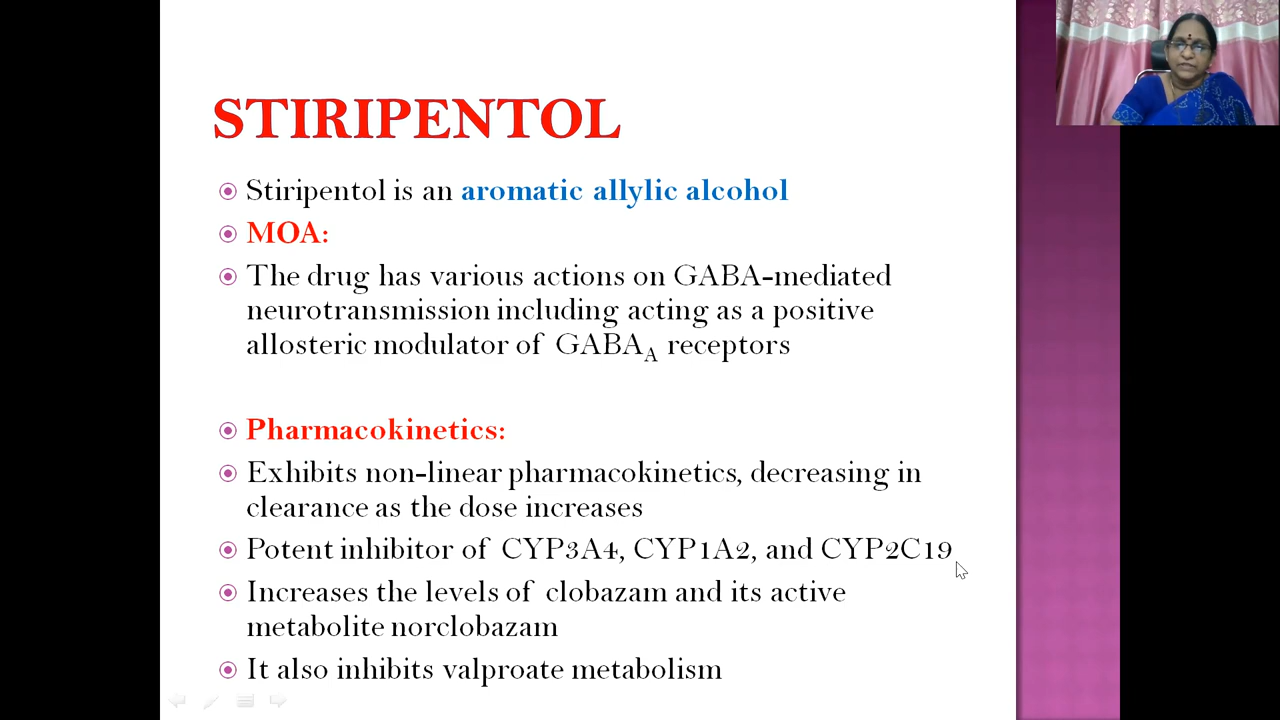 STIRIPENTOL
Stiripentol is an aromatic allylic alcohol
MOA:
The drug has various actions on GABA-mediated
neurotransmission including acting as a positive
allosteric modulator of GABAA receptors
Pharmacokinetics:
Exhibits non-linear pharmacokinetics, decreasing in
clearance as the dose increases
Potent inhibitor of CYP3A4, CYP1A2, and CYP2C19
Increases the levels of clobazam and its active
metabolite norclobazam
It also inhibits valproate metabolism